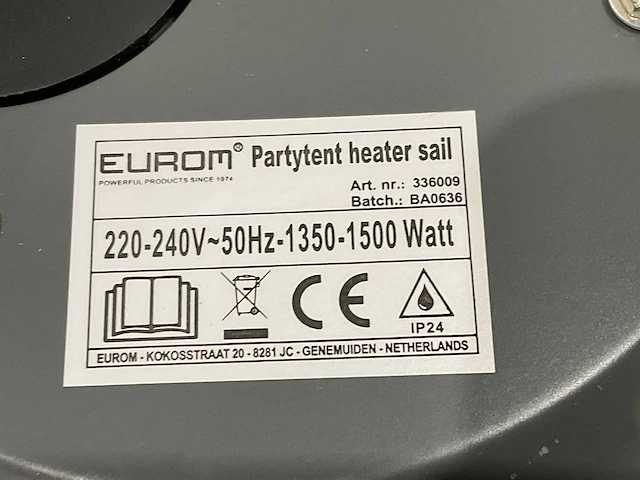 EUROM® Partytent heater sail
POWERFUL PRODUCTS SINCE 1974
Art. nr.: 336009
Batch.: BA0636
220-240V~50Hz-1350-1500 Watt
CE
IP24
EUROM - KOKOSSTRAAT 20 - 8281 JC - GENEMUIDEN - NETHERLANDS